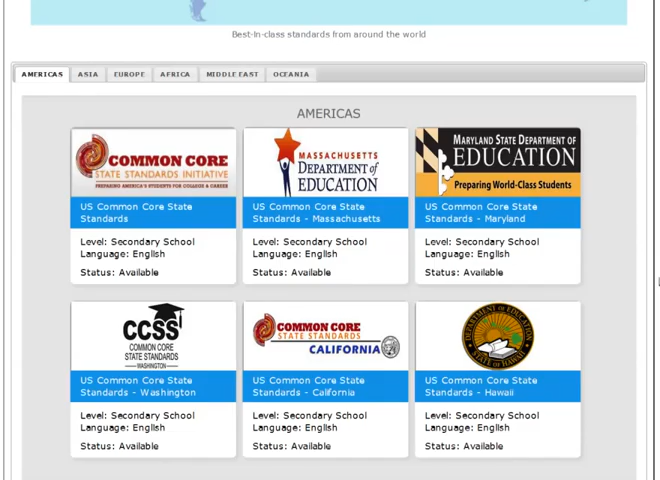 Best-in-class standards from around the world
AMERICAS ASIA EUROPE AFRICA MIDDLE EAST OCEANIA
AMERICAS
COMMON CORE
STATE STANDARDS INITIATIVE
PREPARING AMERICA'S STUDENTS FOR COLLEGE & CAREER
US Common Core State
Standards
Level: Secondary School
Language: English
Status: Available
MASSACHUSETTS
DEPARTMENT of
EDUCATION
US Common Core State
Standards - Massachusetts
Level: Secondary School
Language: English
Status: Available
MARYLAND STATE DEPARTMENT OF
EDUCATION
Preparing World-Class Students
US Common Core State
Standards - Maryland
Level: Secondary School
Language: English
Status: Available
CCSS
COMMON CORE
STATE STANDARDS
WASHINGTON
US Common Core State
Standards - Washington
Level: Secondary School
Language: English
Status: Available
COMMON CORE
STATE STANDARDS
CALIFORNIA
US Common Core State
Standards - California
Level: Secondary School
Language: English
Status: Available
DEPARTMENT OF EDUCATION
STATE OF HAWAII
US Common Core State
Standards - Hawaii
Level: Secondary School
Language: English
Status: Available